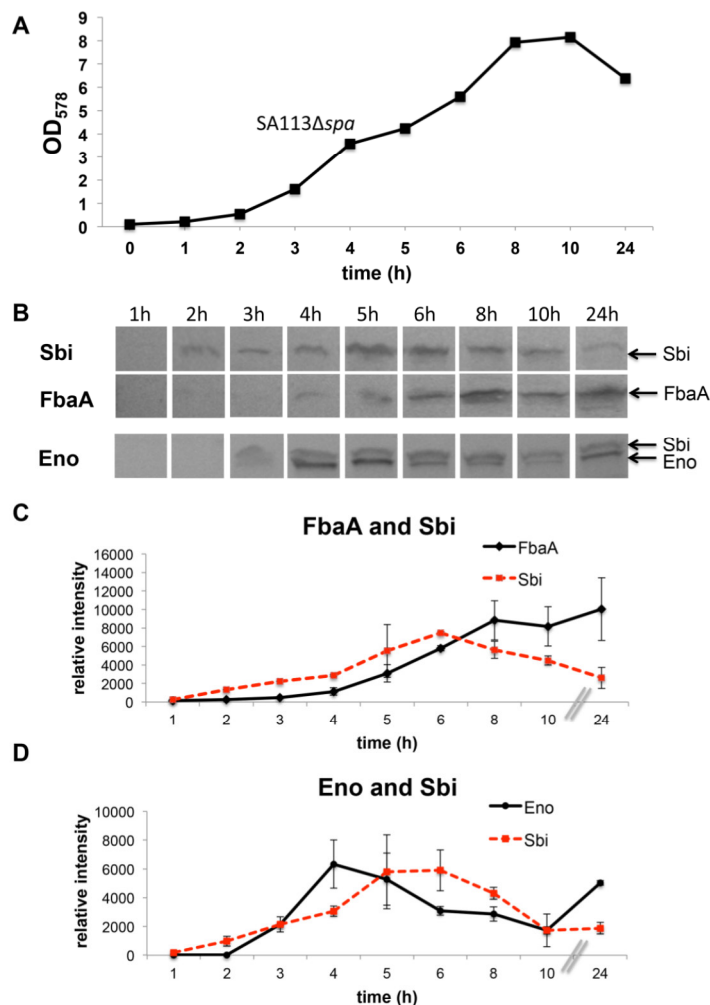 A
OD578
9
8
7
6
5
4
3
2
1
0
SA113Δspa
0 1 2 3 4 5 6 8 10 24
time (h)
B
1h 2h 3h 4h 5h 6h 8h 10h 24h
Sbi
Sbi
FbaA
FbaA
Eno
Sbi
Eno
C
FbaA and Sbi
relative intensity
16000
14000
12000
10000
8000
6000
4000
2000
0
FbaA
Sbi
1 2 3 4 5 6 8 10 24
time (h)
D
Eno and Sbi
relative intensity
10000
8000
6000
4000
2000
0
Eno
Sbi
1 2 3 4 5 6 8 10 24
time (h)